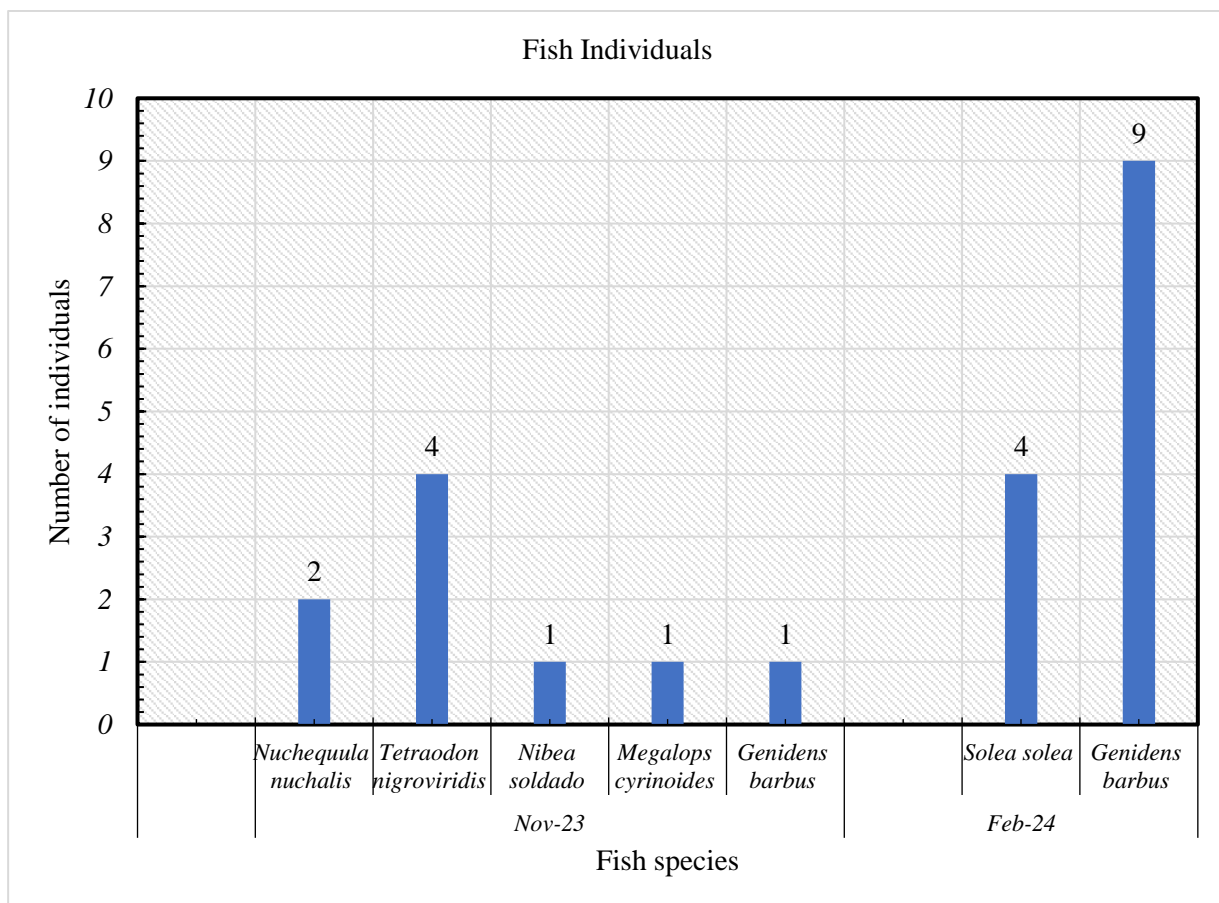 Fish Individuals
10
9
8
7
6
5
4
3
2
1
0
Number of individuals
2
4
1
1
1
4
9
Nuchequula
nuchalis
Tetraodon
nigroviridis
Nibea
soldado
Megalops
cyrinoides
Genidens
barbus
Solea solea
Genidens
barbus
Nov-23
Feb-24
Fish species